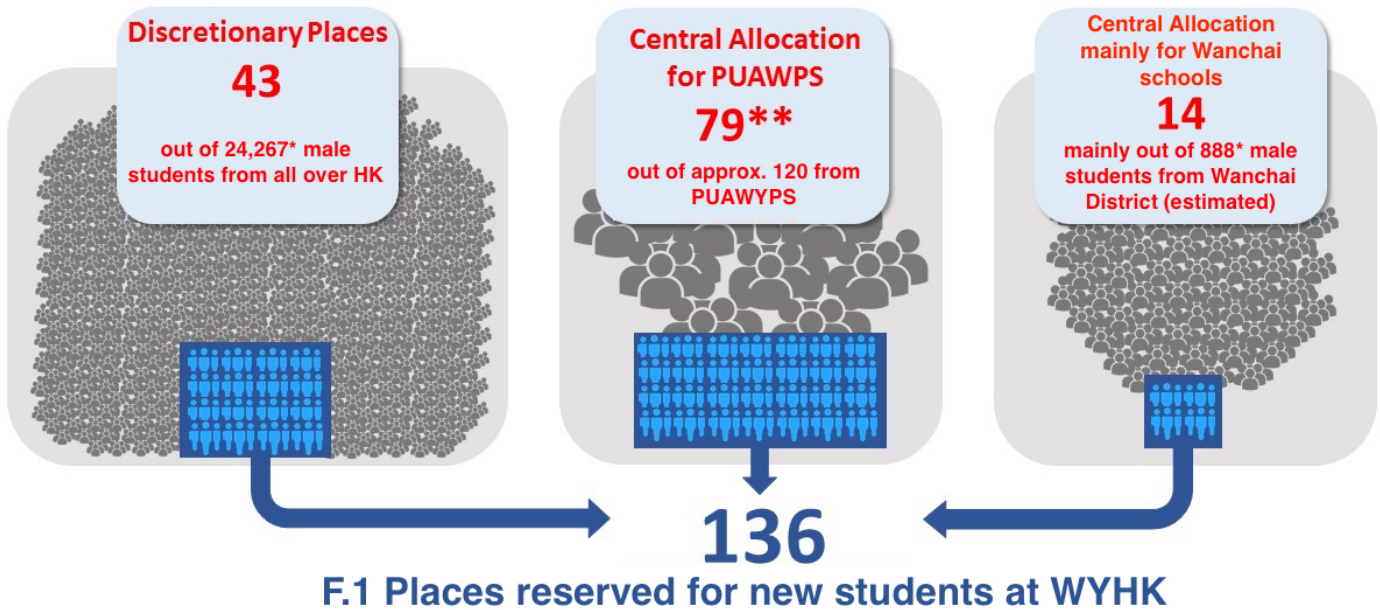 Discretionary Places
43
out of 24,267* male
students from all over HK
Central Allocation
for PUAWPS
79**
out of approx. 120 from
PUAWYPS
Central Allocation
mainly for Wanchai
schools
14
mainly out of 888* male
students from Wanchai
District (estimated)
136
F.1 Places reserved for new students at WYHK